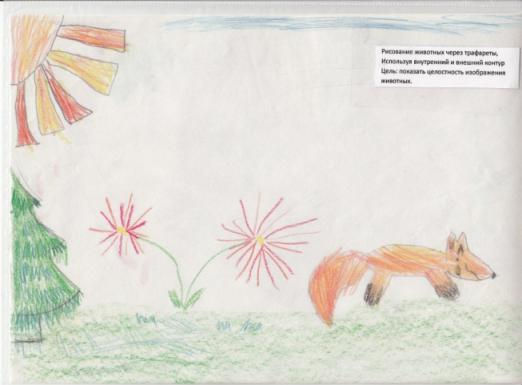 Рисование животных через трафареты,
Используя внутренний и внешний контур
Цель: показать целостность изображения
животных.